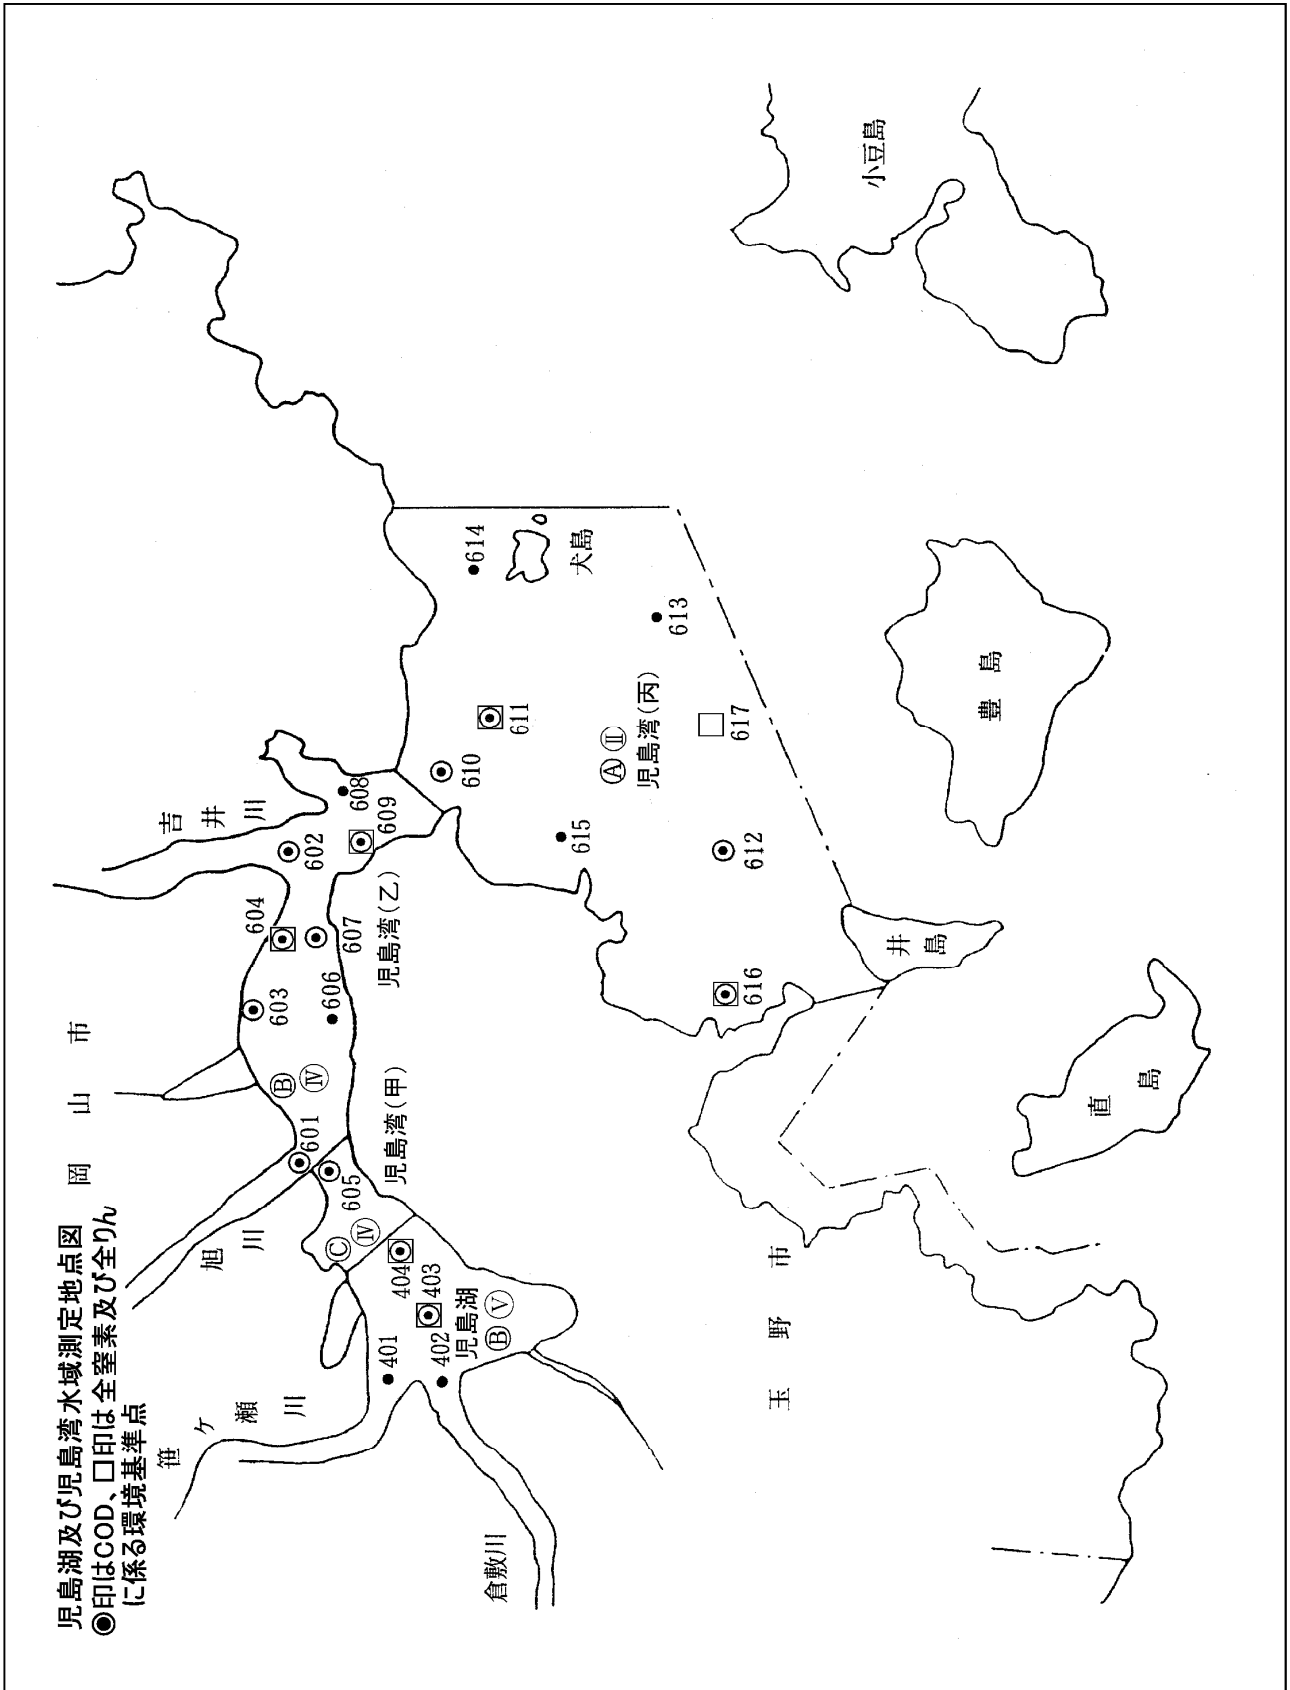 児島湖及び児島湾水域測定地点図
◉印はCOD、□印は全窒素及び全りん
に係る環境基準点
笹ヶ瀬川
旭川
岡山市
吉井川
倉敷川
児島湖
Ⓑ Ⓥ
401
402
403
404
児島湾(甲)
Ⓒ Ⅳ
605
601
Ⓑ Ⅳ
603
606
604
607
児島湾(乙)
602
609
608
610
611
614
犬島
615
児島湾(丙)
Ⓐ Ⅱ
613
617
612
616
玉野市
井島
直島
豊島
小豆島